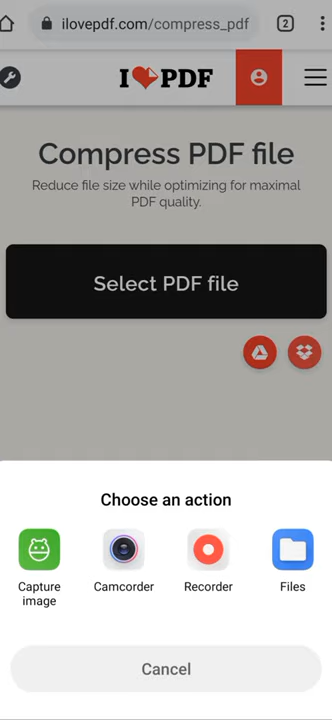 ilovepdf.com/compress_pdf
2
I PDF
Compress PDF file
Reduce file size while optimizing for maximal
PDF quality.
Select PDF file
Choose an action
Capture
image
Camcorder
Recorder
Files
Cancel